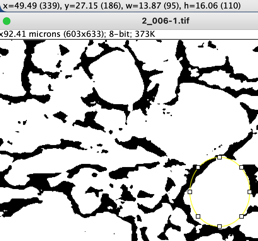 x=49.49 (339), y=27.15 (186), w=13.87 (95), h=16.06 (110)
2_006-1.tif
x92.41 microns (603x633); 8-bit; 373K